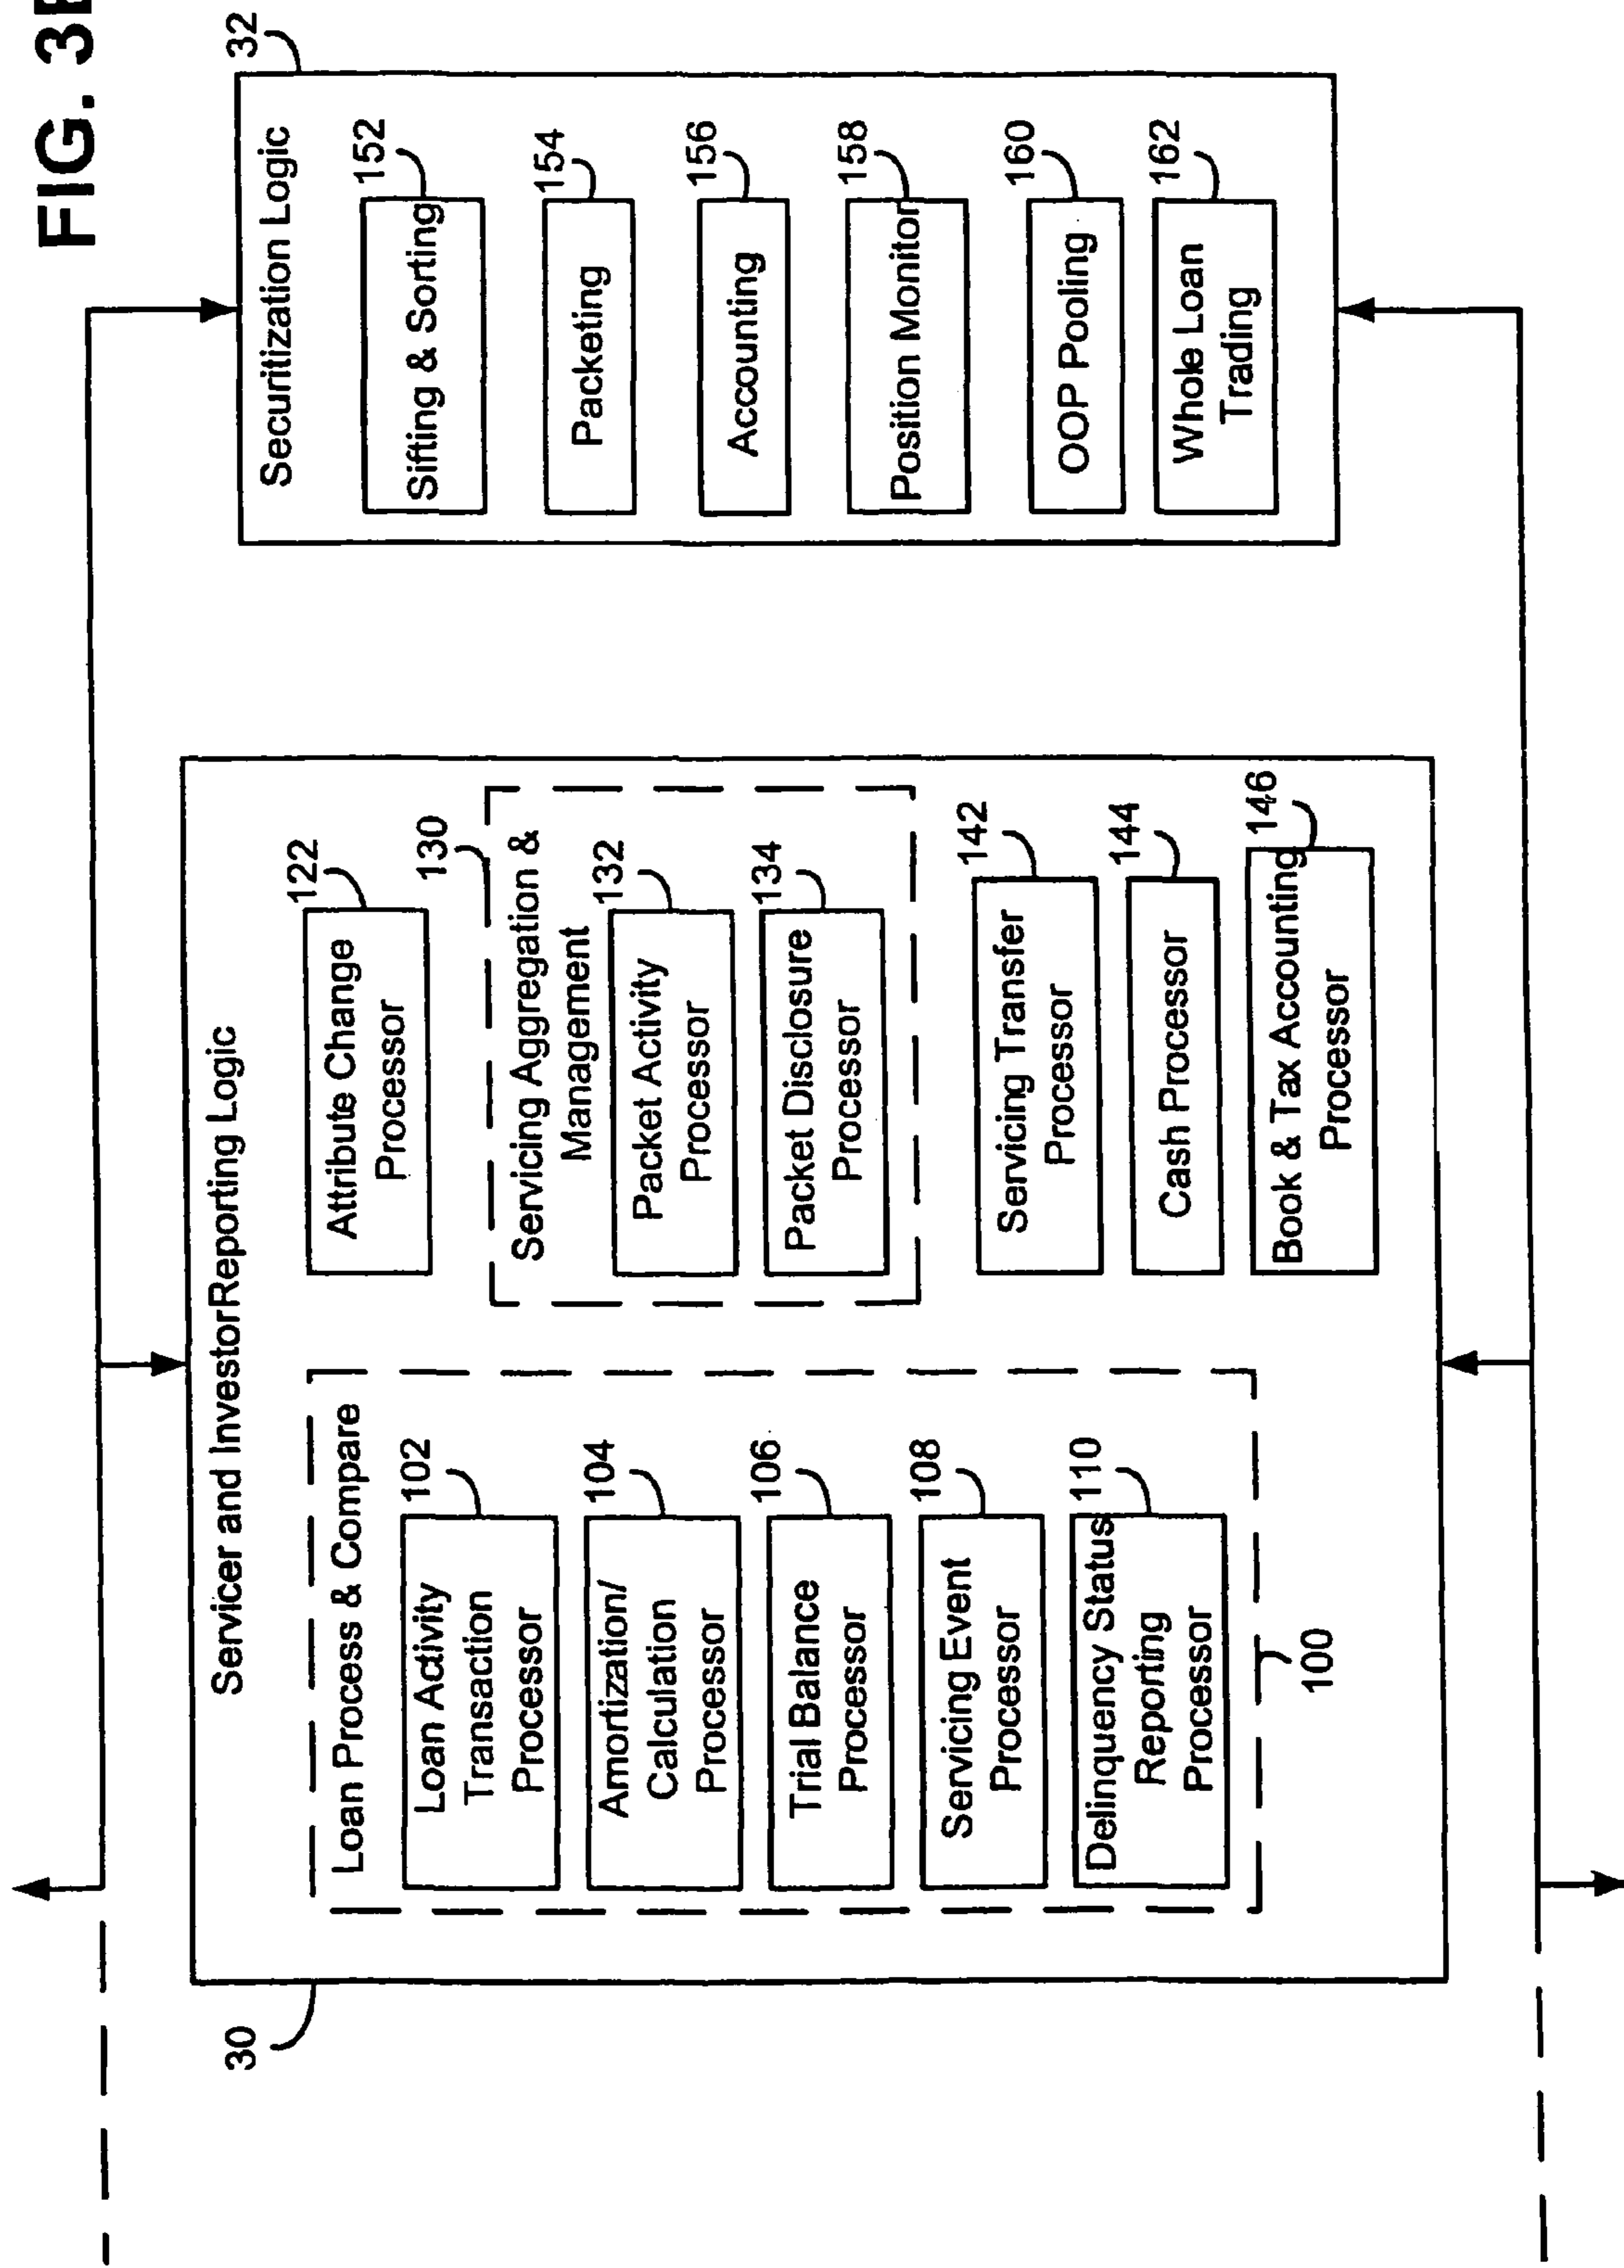 FIG. 3
30
Servicer and InvestorReporting Logic
Loan Process & Compare
102
Loan Activity
Transaction
Processor
104
Amortization/
Calculation
Processor
106
Trial Balance
Processor
108
Servicing Event
Processor
110
Delinquency Status
Reporting
Processor
100
122
Attribute Change
Processor
130
Servicing Aggregation &
Management
132
Packet Activity
Processor
134
Packet Disclosure
Processor
142
Servicing Transfer
Processor
144
Cash Processor
146
Book & Tax Accounting
Processor
32
Securitization Logic
152
Sifting & Sorting
154
Packeting
156
Accounting
158
Position Monitor
160
OOP Pooling
162
Whole Loan
Trading